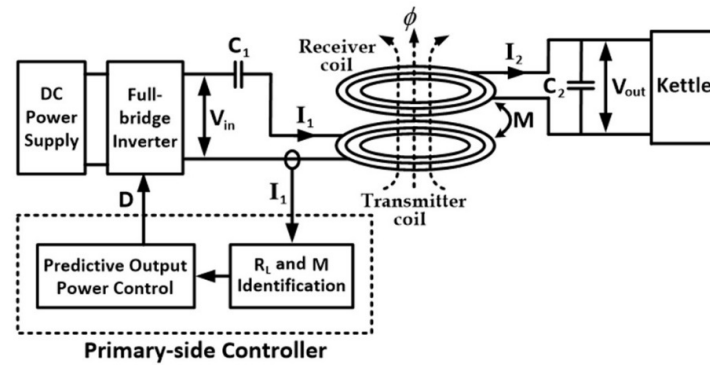 ϕ
C1
Receiver
coil
I2
DC
Power
Supply
Full-
bridge
Inverter
Vin
I1
C2
Vout
Kettle
M
I1
D
Transmitter
coil
Predictive Output
Power Control
RL and M
Identification
Primary-side Controller